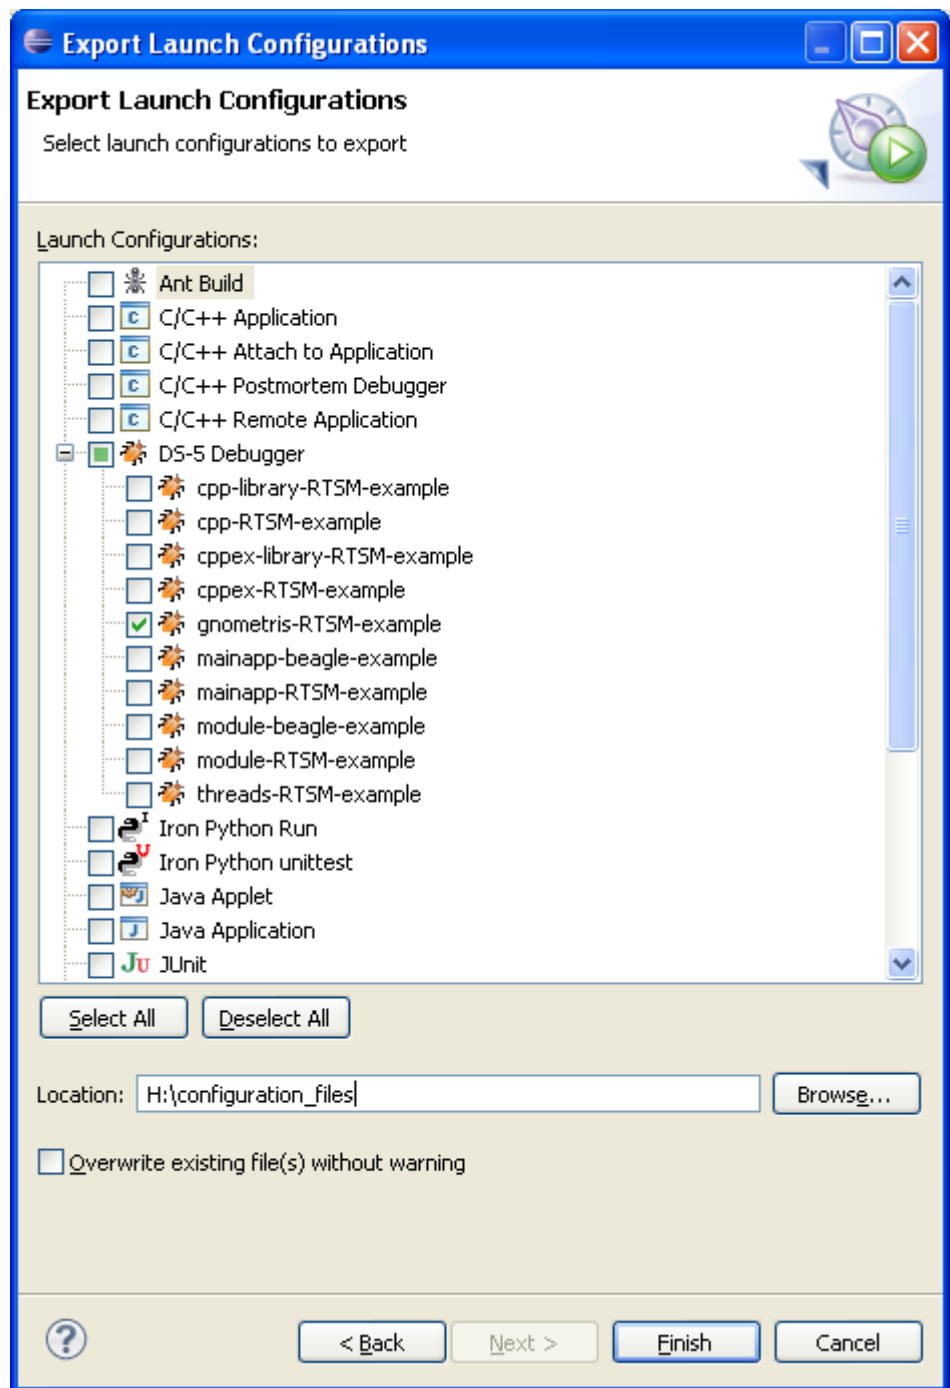 Export Launch Configurations
Export Launch Configurations
Select launch configurations to export
Launch Configurations:
Ant Build
C/C++ Application
C/C++ Attach to Application
C/C++ Postmortem Debugger
C/C++ Remote Application
DS-5 Debugger
cpp-library-RTSM-example
cpp-RTSM-example
cppex-library-RTSM-example
cppex-RTSM-example
gnometris-RTSM-example
mainapp-beagle-example
mainapp-RTSM-example
module-beagle-example
module-RTSM-example
threads-RTSM-example
Iron Python Run
Iron Python unittest
Java Applet
Java Application
JU JUnit
Select All Deselect All
Location: H:\configuration_files Browse...
Overwrite existing file(s) without warning
? < Back Next > Finish Cancel